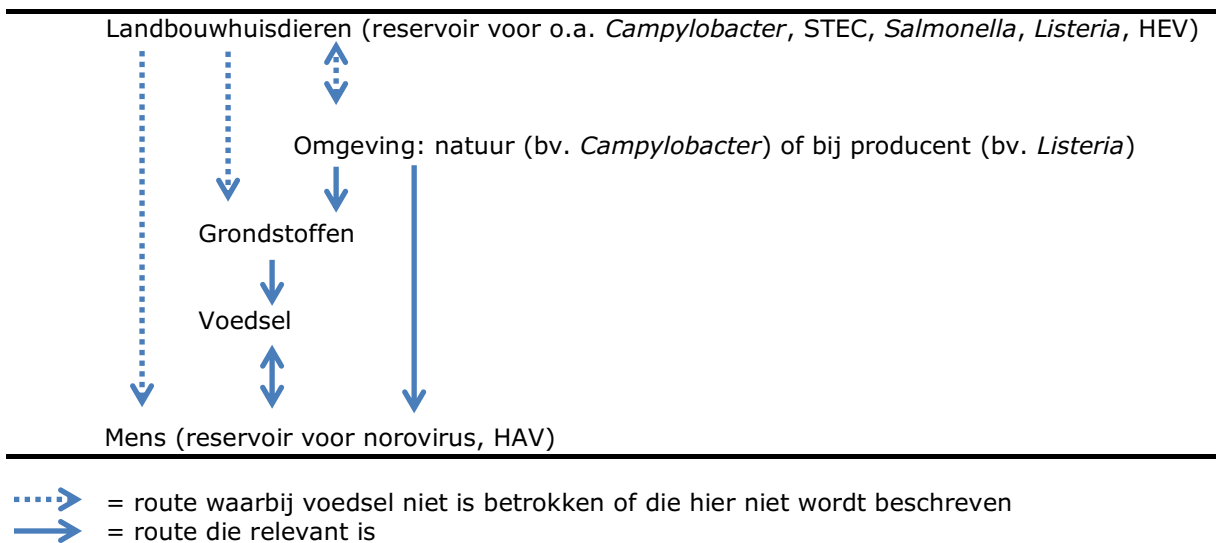 Landbouwhuisdieren (reservoir voor o.a. Campylobacter, STEC, Salmonella, Listeria, HEV)
Omgeving: natuur (bv. Campylobacter) of bij producent (bv. Listeria)
Grondstoffen
Voedsel
Mens (reservoir voor norovirus, HAV)
= route waarbij voedsel niet is betrokken of die hier niet wordt beschreven
= route die relevant is